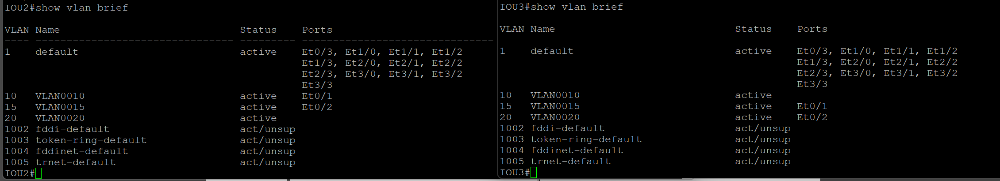 IOU2#show vlan brief

VLAN Name                             Status    Ports
---- -------------------------------- --------- -------------------------------
1    default                          active    Et0/3, Et1/0, Et1/1, Et1/2
                                                Et1/3, Et2/0, Et2/1, Et2/2
                                                Et2/3, Et3/0, Et3/1, Et3/2
                                                Et3/3
10   VLAN0010                         active    Et0/1
15   VLAN0015                         active    Et0/2
20   VLAN0020                         active
1002 fddi-default                     act/unsup
1003 token-ring-default               act/unsup
1004 fddinet-default                  act/unsup
1005 trnet-default                    act/unsup
IOU2#
IOU3#show vlan brief

VLAN Name                             Status    Ports
---- -------------------------------- --------- -------------------------------
1    default                          active    Et0/3, Et1/0, Et1/1, Et1/2
                                                Et1/3, Et2/0, Et2/1, Et2/2
                                                Et2/3, Et3/0, Et3/1, Et3/2
                                                Et3/3
10   VLAN0010                         active
15   VLAN0015                         active    Et0/1
20   VLAN0020                         active    Et0/2
1002 fddi-default                     act/unsup
1003 token-ring-default               act/unsup
1004 fddinet-default                  act/unsup
1005 trnet-default                    act/unsup
IOU3#